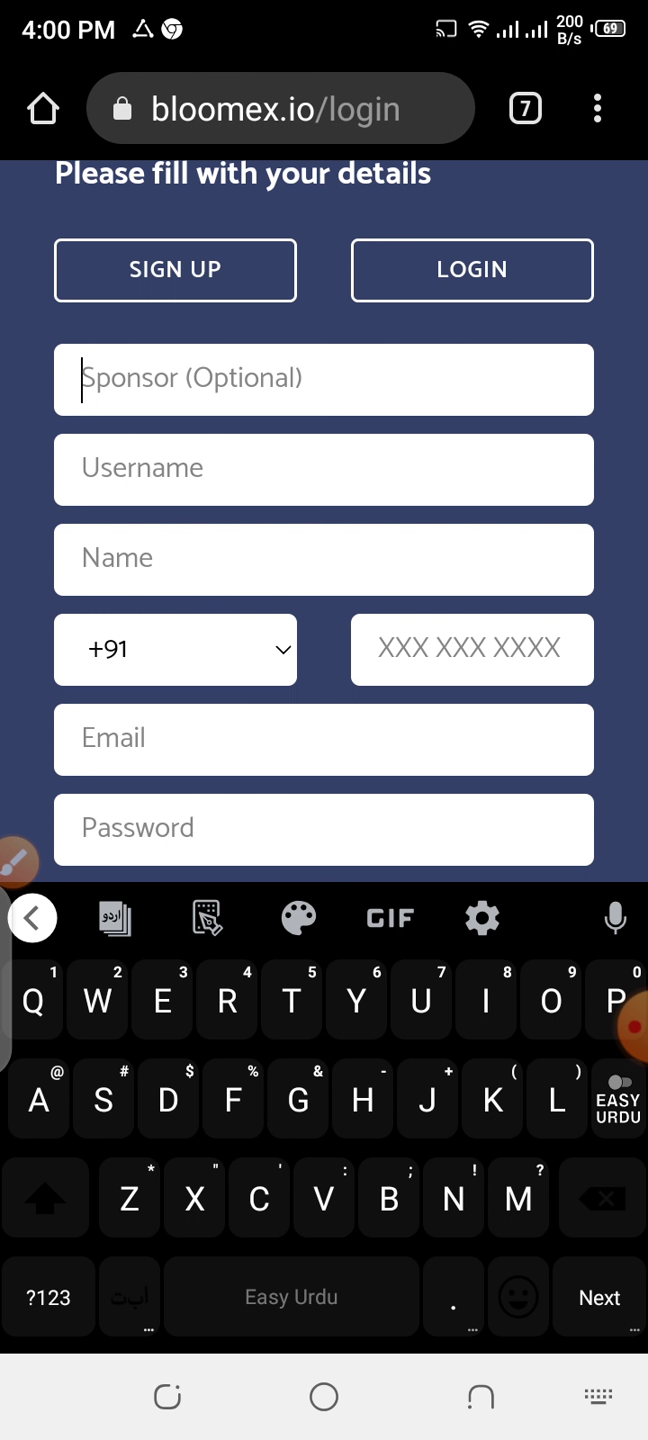 4:00 PM 200 B/s 69
bloomex.io/login 7
Please fill with your details
SIGN UP LOGIN
Sponsor (Optional)
Username
Name
+91 XXX XXX XXXX
Email
Password
اردو GIF
1 2 3 4 5 6 7 8 9 0
Q W E R T Y U I O P
@ # $ % & - + ( )
A S D F G H J K L EASY URDU
* " ' : ; ! ?
Z X C V B N M
?123 ا ب ت Easy Urdu . Next